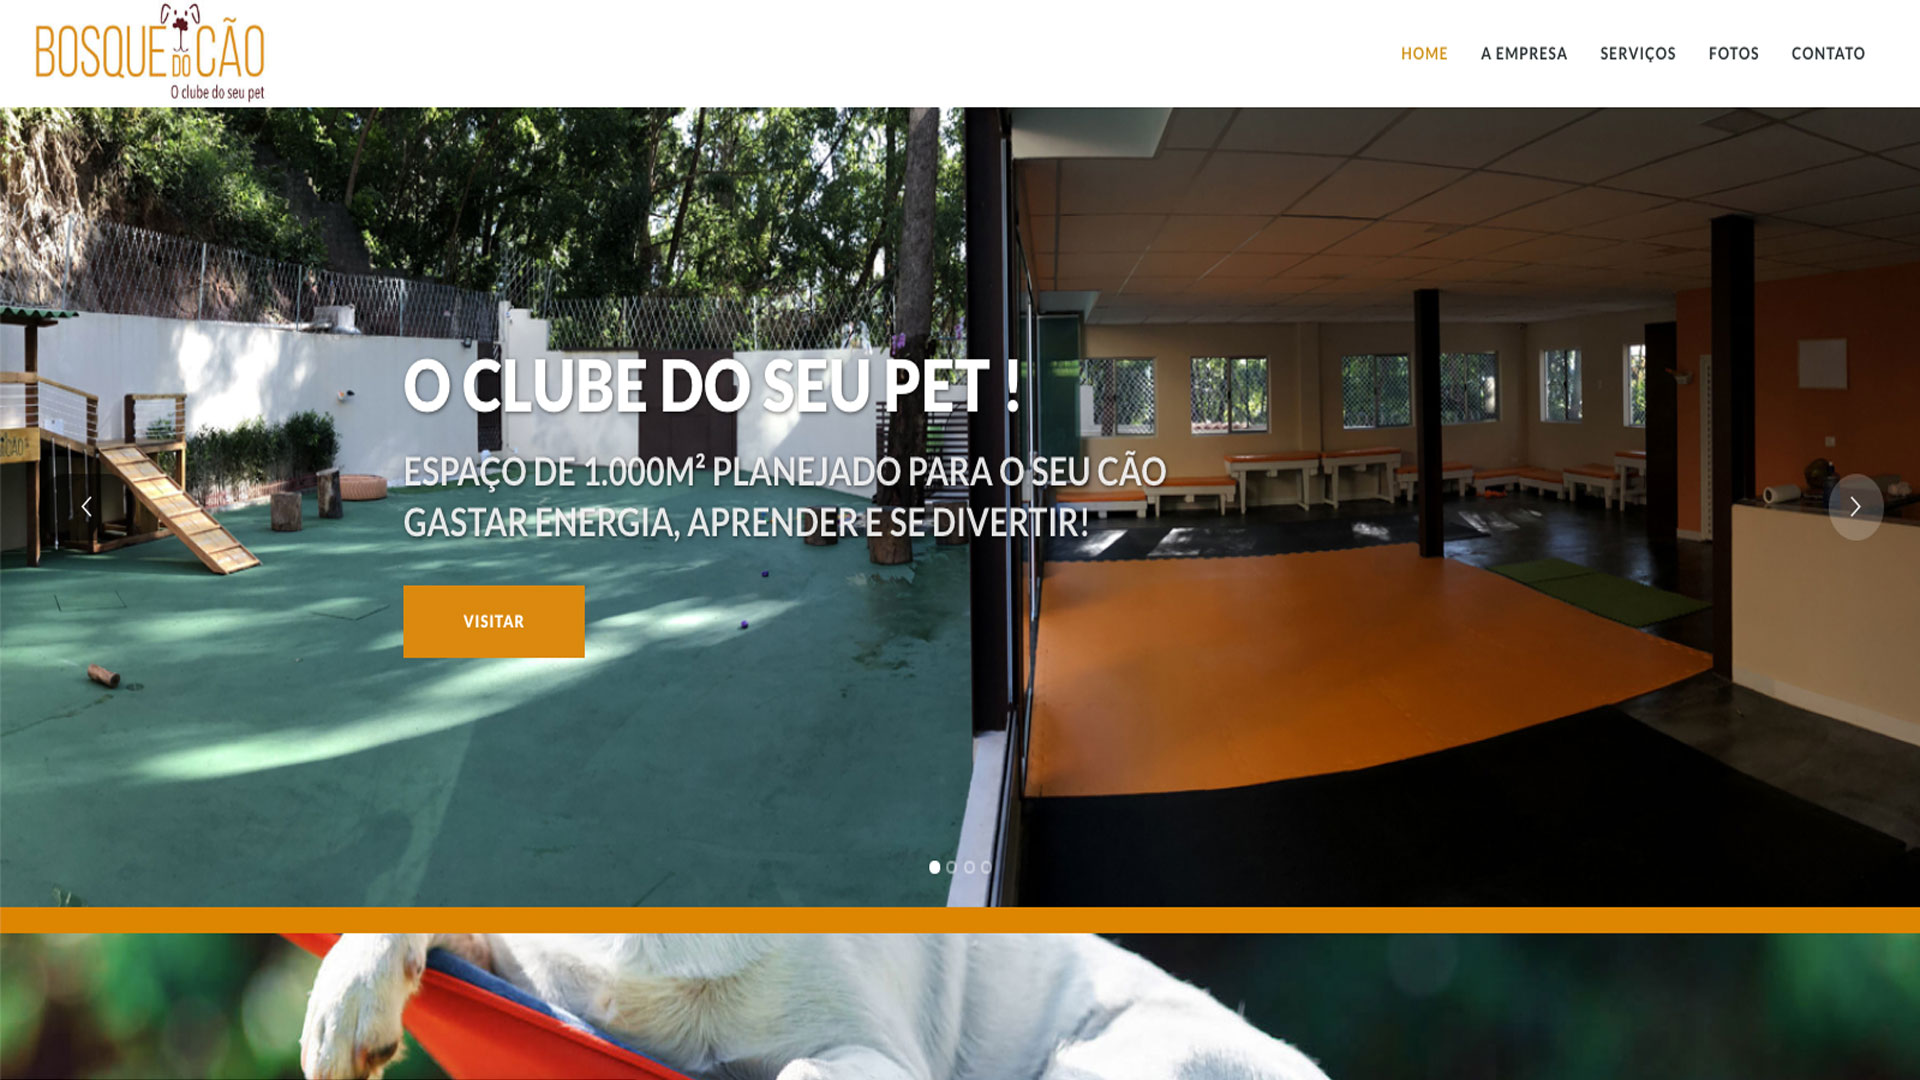 BOSQUE DO CÃO
O clube do seu pet
HOME A EMPRESA SERVIÇOS FOTOS CONTATO
O CLUBE DO SEU PET !
ESPAÇO DE 1.000M² PLANEJADO PARA O SEU CÃO
GASTAR ENERGIA, APRENDER E SE DIVERTIR!
CÃO
VISITAR